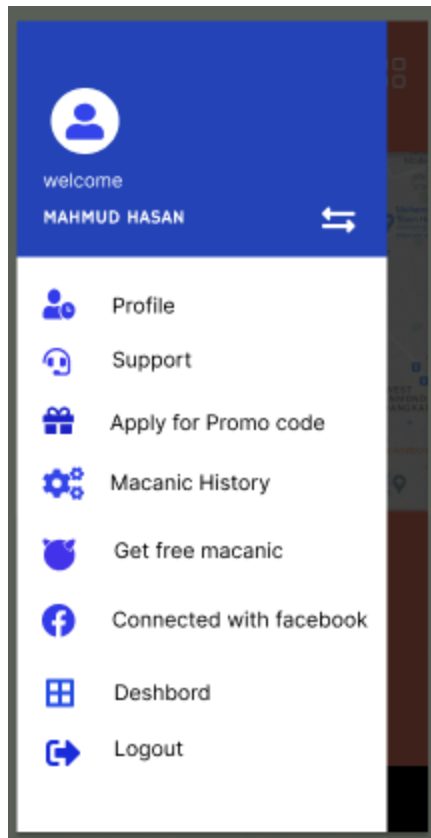 welcome
MAHMUD HASAN
Profile
Support
Apply for Promo code
Macanic History
Get free macanic
Connected with facebook
Deshbord
Logout